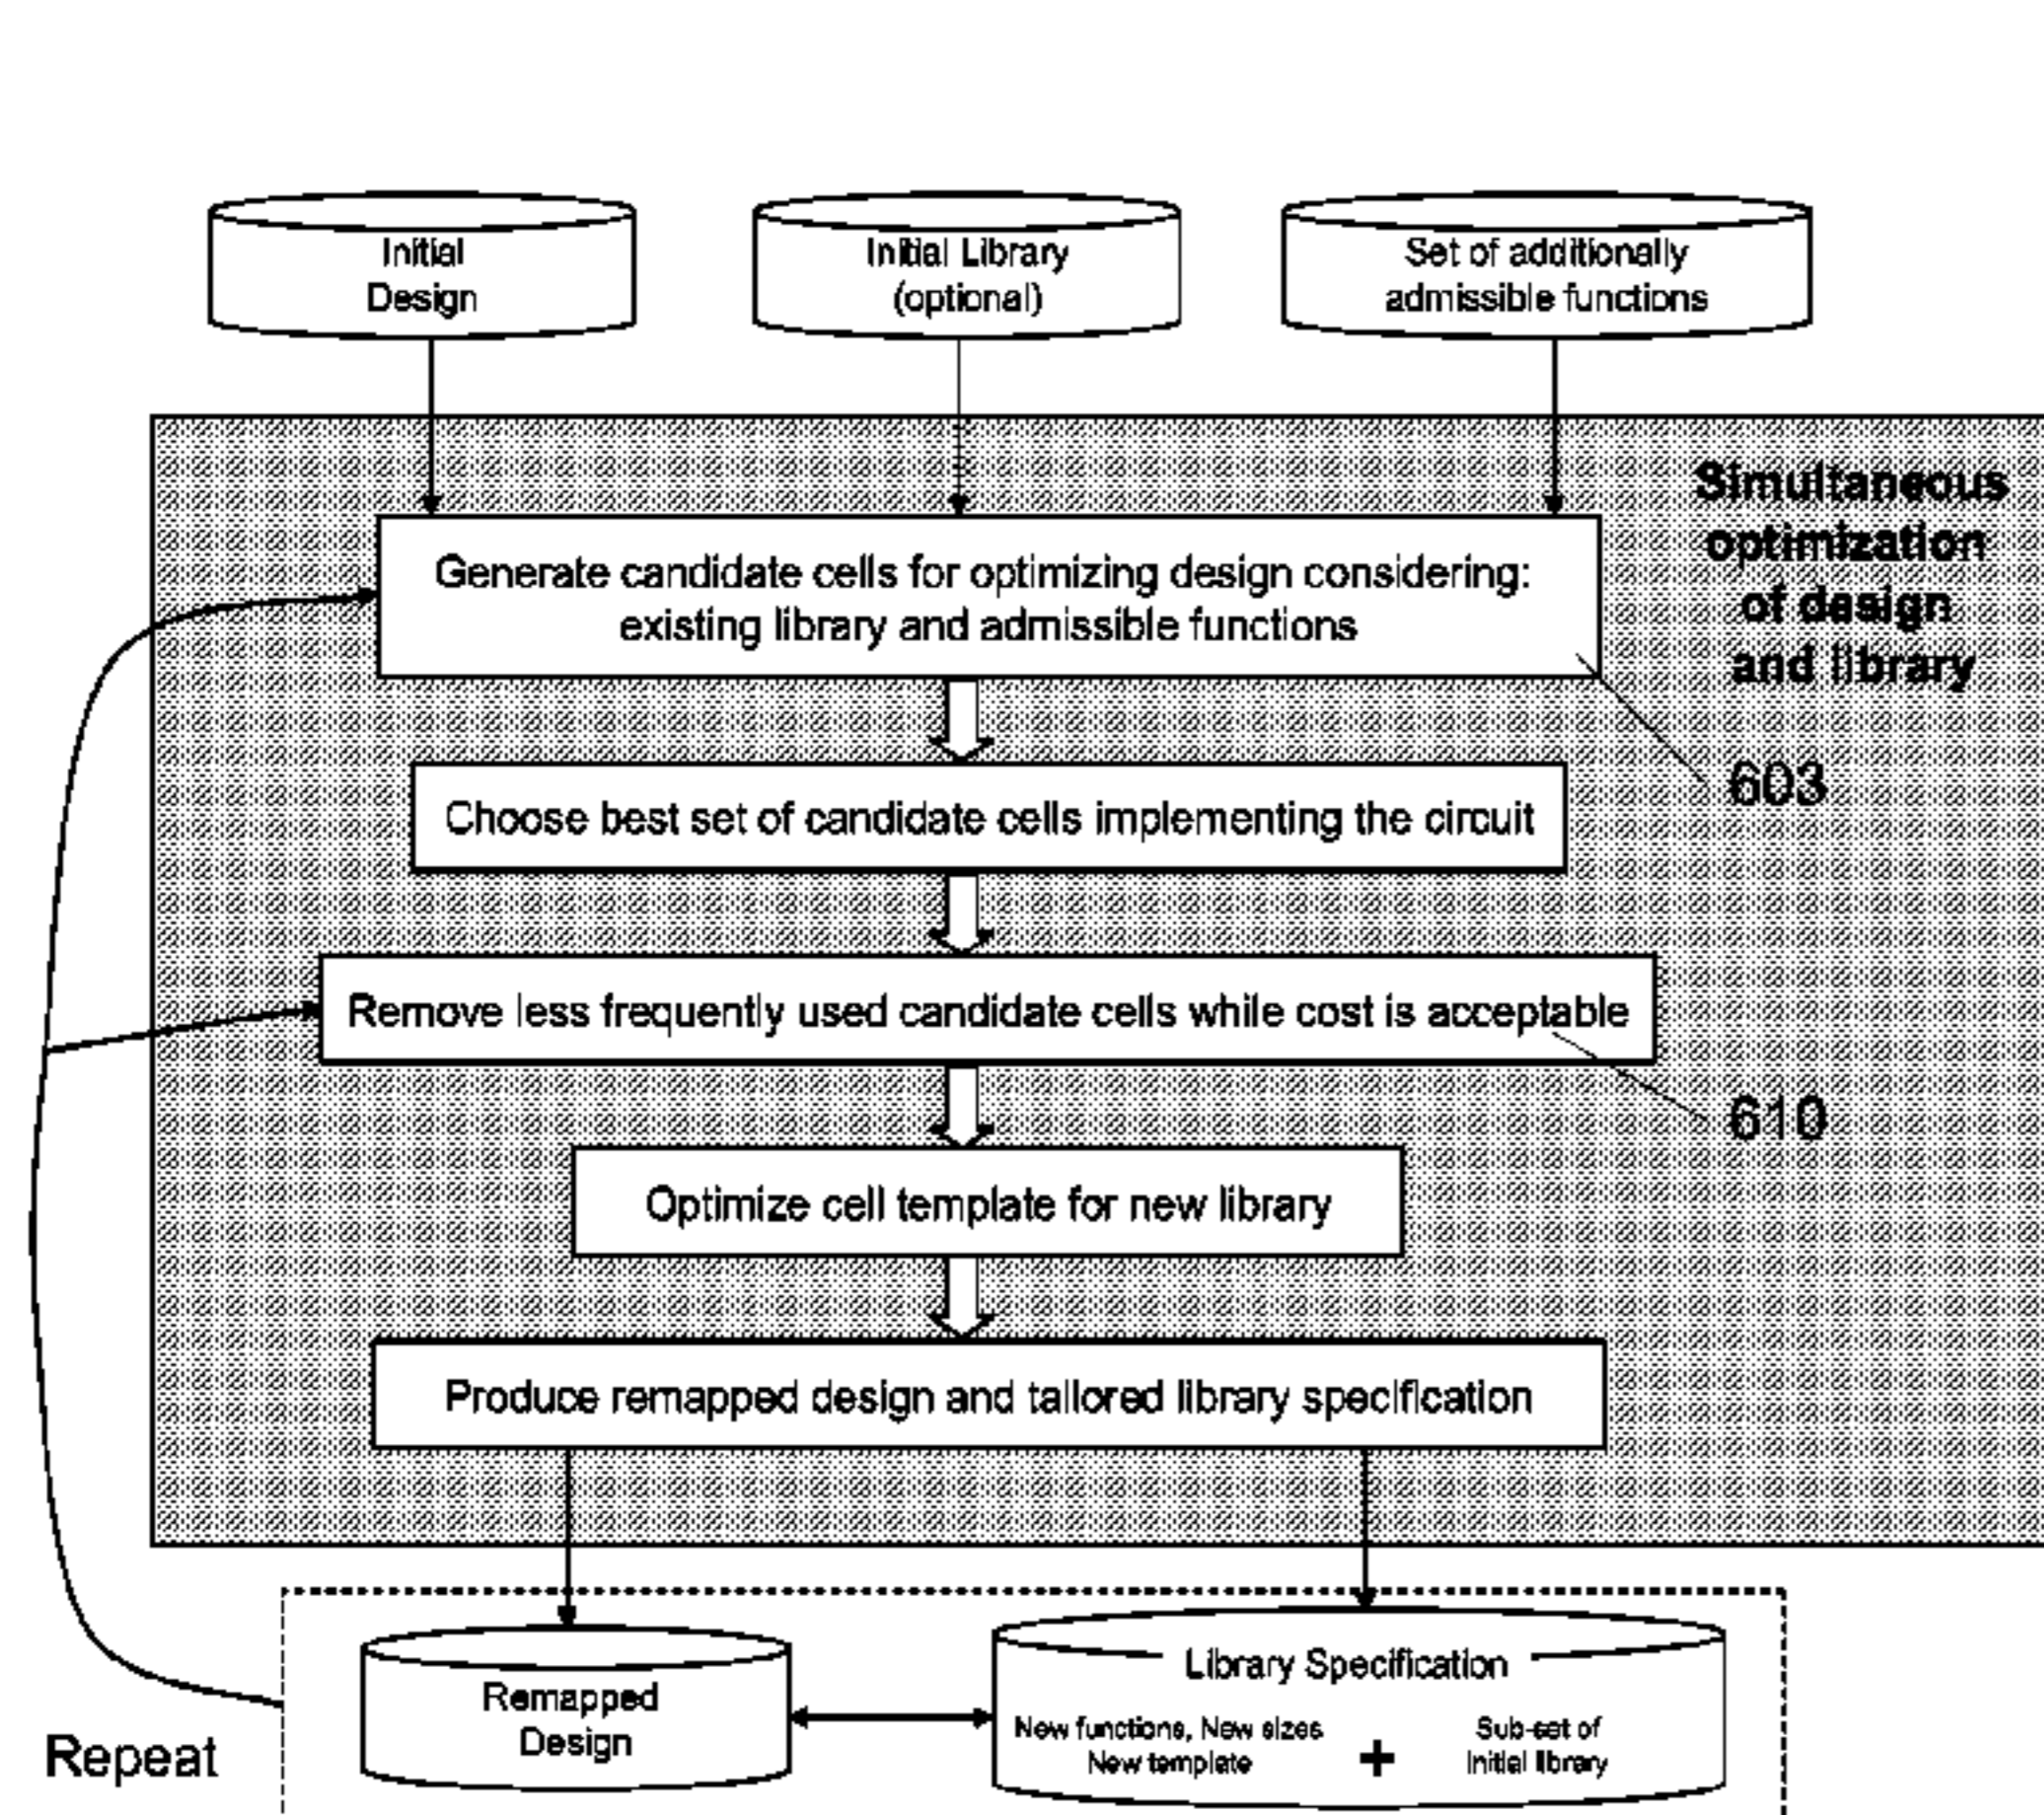 Initial
Design
Initial Library
(optional)
Set of additionally
admissible functions
Simultaneous
optimization
of design
and library
Generate candidate cells for optimizing design considering:
existing library and admissible functions
603
Choose best set of candidate cells implementing the circuit
Remove less frequently used candidate cells while cost is acceptable
610
Optimize cell template for new library
Produce remapped design and tailored library specification
Library Specification
Remapped
Design
New functions, New sizes
New template
+
Sub-set of
Initial library
Repeat